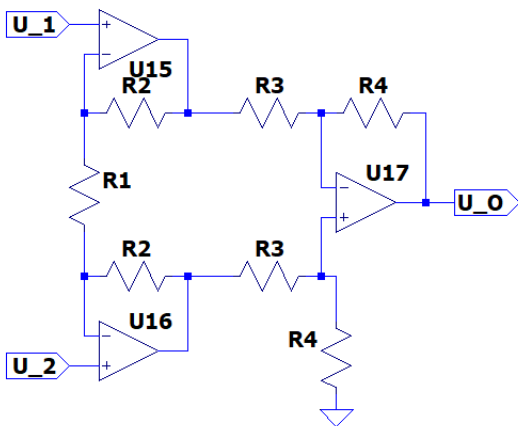 U_1
+
−
U15
R2
R3
R4
R1
U17
−
+
U_O
R2
R3
U16
−
+
R4
U_2